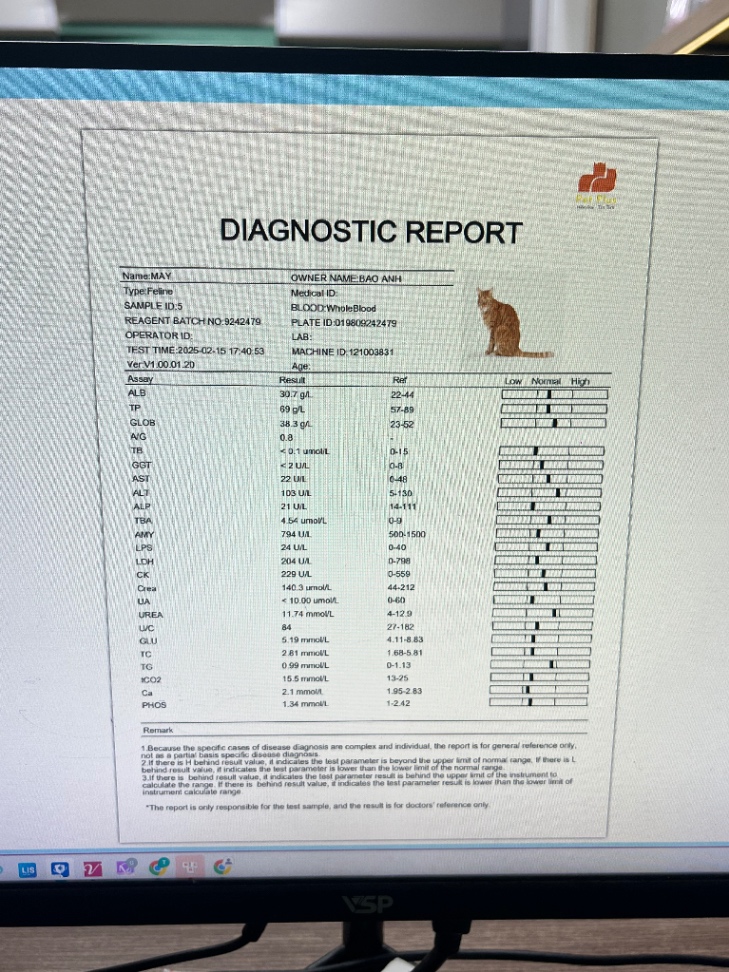 DIAGNOSTIC REPORT
Name:MAY OWNER NAME:BAO ANH
Type:Feline Medical ID:
SAMPLE ID:5 BLOOD:WholeBlood
REAGENT BATCH NO:9242479 PLATE ID:019809242479
OPERATOR ID: LAB:
TEST TIME:2025-02-15 17:40:53 MACHINE ID:121003831
Ver:V1.00.01.20 Age:
Assay Result Ref Low Normal High
ALB 30.7 g/L 22-44
TP 69 g/L 57-89
GLOB 38.3 g/L 23-52
A/G 0.8 -
TB < 0.1 umol/L 0-15
GGT < 2 U/L 0-8
AST 22 U/L 0-48
ALT 103 U/L 5-130
ALP 21 U/L 14-111
TBA 4.54 umol/L 0-9
AMY 794 U/L 500-1500
LPS 24 U/L 0-40
LDH 204 U/L 0-798
CK 229 U/L 0-559
Crea 140.3 umol/L 44-212
UA < 10.00 umol/L 0-60
UREA 11.74 mmol/L 4-12.9
U/C 84 27-182
GLU 5.19 mmol/L 4.11-8.83
TC 2.81 mmol/L 1.68-5.81
TG 0.99 mmol/L 0-1.13
tCO2 15.5 mmol/L 13-25
Ca 2.1 mmol/L 1.95-2.83
PHOS 1.34 mmol/L 1-2.42
Remark
1.Because the specific cases of disease diagnosis are complex and individual, the report is for general reference only,
not as a partial basis specific disease diagnosis.
2.If there is H behind result value, it indicates the test parameter is beyond the upper limit of normal range, If there is L
behind result value, it indicates the test parameter is lower than the lower limit of the normal range.
3.If there is behind result value, it indicates the test parameter result is behind the upper limit of the instrument to
calculate the range. If there is behind result value, it indicates the test parameter result is lower than the lower limit of
instrument calculate range.
*The report is only responsible for the test sample, and the result is for doctors' reference only.
LIS
VSP